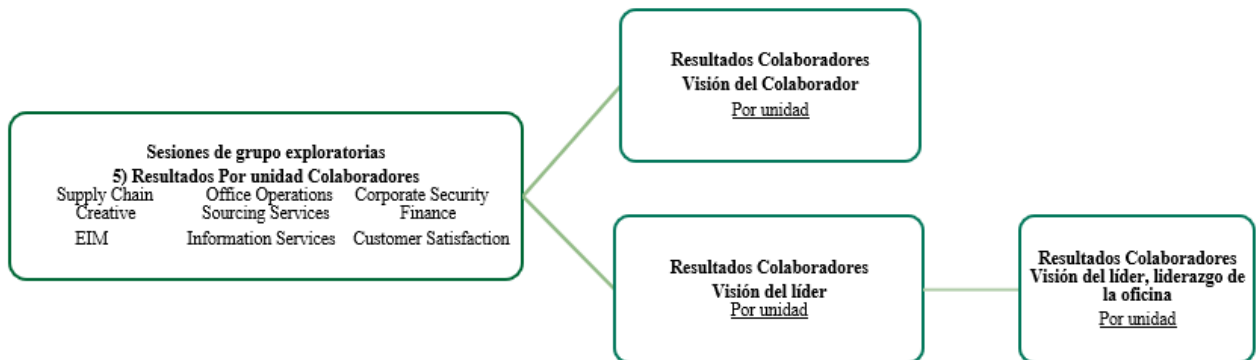 Sesiones de grupo exploratorias
5) Resultados Por unidad Colaboradores
Supply Chain Office Operations Corporate Security
Creative Sourcing Services Finance
EIM Information Services Customer Satisfaction
Resultados Colaboradores
Visión del Colaborador
Por unidad
Resultados Colaboradores
Visión del líder
Por unidad
Resultados Colaboradores
Visión del líder, liderazgo de
la oficina
Por unidad